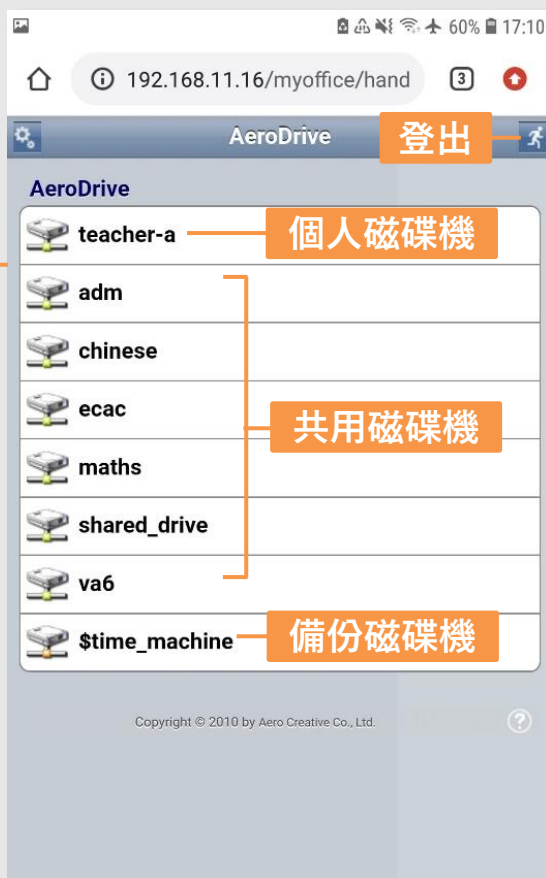 60% 17:10
192.168.11.16/myoffice/hand 3
AeroDrive 登出
AeroDrive
teacher-a 個人磁碟機
adm
chinese
ecac
共用磁碟機
maths
shared_drive
va6
$time_machine 備份磁碟機
Copyright © 2010 by Aero Creative Co., Ltd. ?